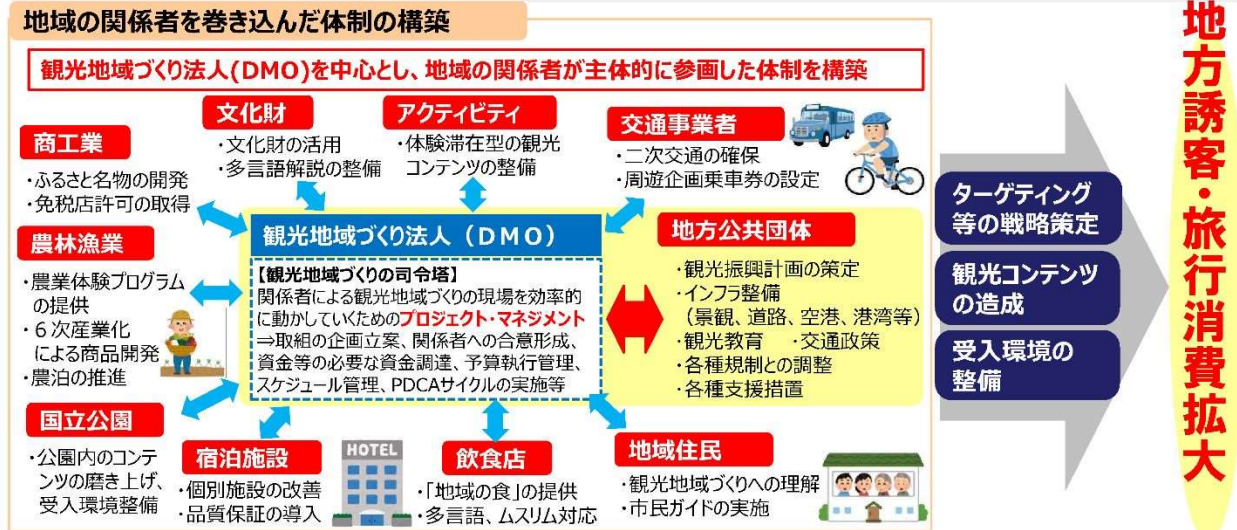 地域の関係者を巻き込んだ体制の構築
観光地域づくり法人(DMO)を中心とし、地域の関係者が主体的に参画した体制を構築
商工業
・ふるさと名物の開発
・免税店許可の取得
文化財
・文化財の活用
・多言語解説の整備
アクティビティ
・体験滞在型の観光
コンテンツの整備
交通事業者
・二次交通の確保
・周遊企画乗車券の設定
農林漁業
・農業体験プログラム
の提供
・6次産業化
による商品開発
・農泊の推進
観光地域づくり法人（DMO）
【観光地域づくりの司令塔】
関係者による観光地域づくりの現場を効率的
に動かしていくためのプロジェクト・マネジメント
⇒取組の企画立案、関係者への合意形成、
資金等の必要な資金調達、予算執行管理、
スケジュール管理、PDCAサイクルの実施等
地方公共団体
・観光振興計画の策定
・インフラ整備
（景観、道路、空港、港湾等）
・観光教育 ・交通政策
・各種規制との調整
・各種支援措置
国立公園
・公園内のコンテ
ンツの磨き上げ、
受入環境整備
宿泊施設
・個別施設の改善
・品質保証の導入
HOTEL
飲食店
・「地域の食」の提供
・多言語、ムスリム対応
地域住民
・観光地域づくりへの理解
・市民ガイドの実施
ターゲティング
等の戦略策定
観光コンテンツ
の造成
受入環境の
整備
地方誘客・旅行消費拡大